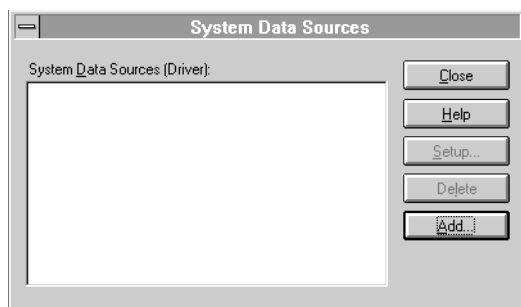 System Data Sources
System Data Sources (Driver):
Close
Help
Setup...
Delete
Add...